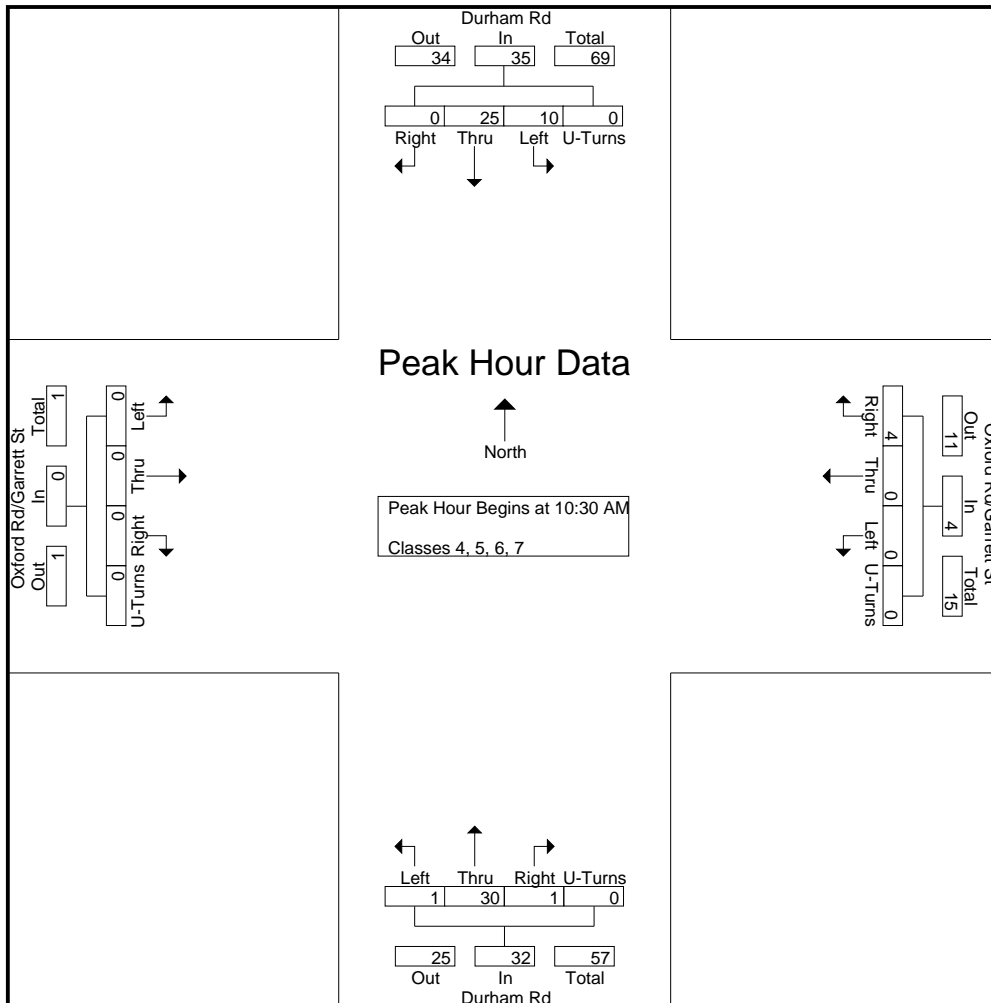 Durham Rd
Out In Total
34 35 69
0 25 10 0
Right Thru Left U-Turns
Peak Hour Data
North
Peak Hour Begins at 10:30 AM
Classes 4, 5, 6, 7
Oxford Rd/Garrett St
Total In Out
1 0 1
0 0 0 0
Left Thru Right U-Turns
Right Thru Left U-Turns
4 0 0 0
Out In Total
11 4 15
Oxford Rd/Garrett St
Left Thru Right U-Turns
1 30 1 0
25 32 57
Out In Total
Durham Rd